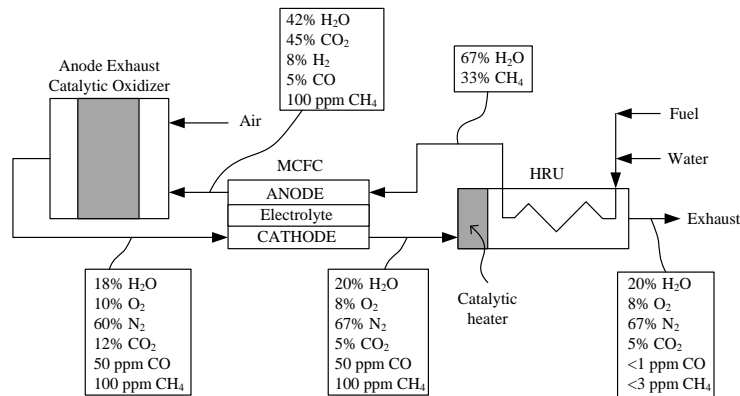 42% H₂O
45% CO₂
8% H₂
5% CO
100 ppm CH₄
67% H₂O
33% CH₄
Anode Exhaust
Catalytic Oxidizer
Air
Fuel
Water
MCFC
ANODE
Electrolyte
CATHODE
HRU
Exhaust
Catalytic
heater
18% H₂O
10% O₂
60% N₂
12% CO₂
50 ppm CO
100 ppm CH₄
20% H₂O
8% O₂
67% N₂
5% CO₂
50 ppm CO
100 ppm CH₄
20% H₂O
8% O₂
67% N₂
5% CO₂
<1 ppm CO
<3 ppm CH₄